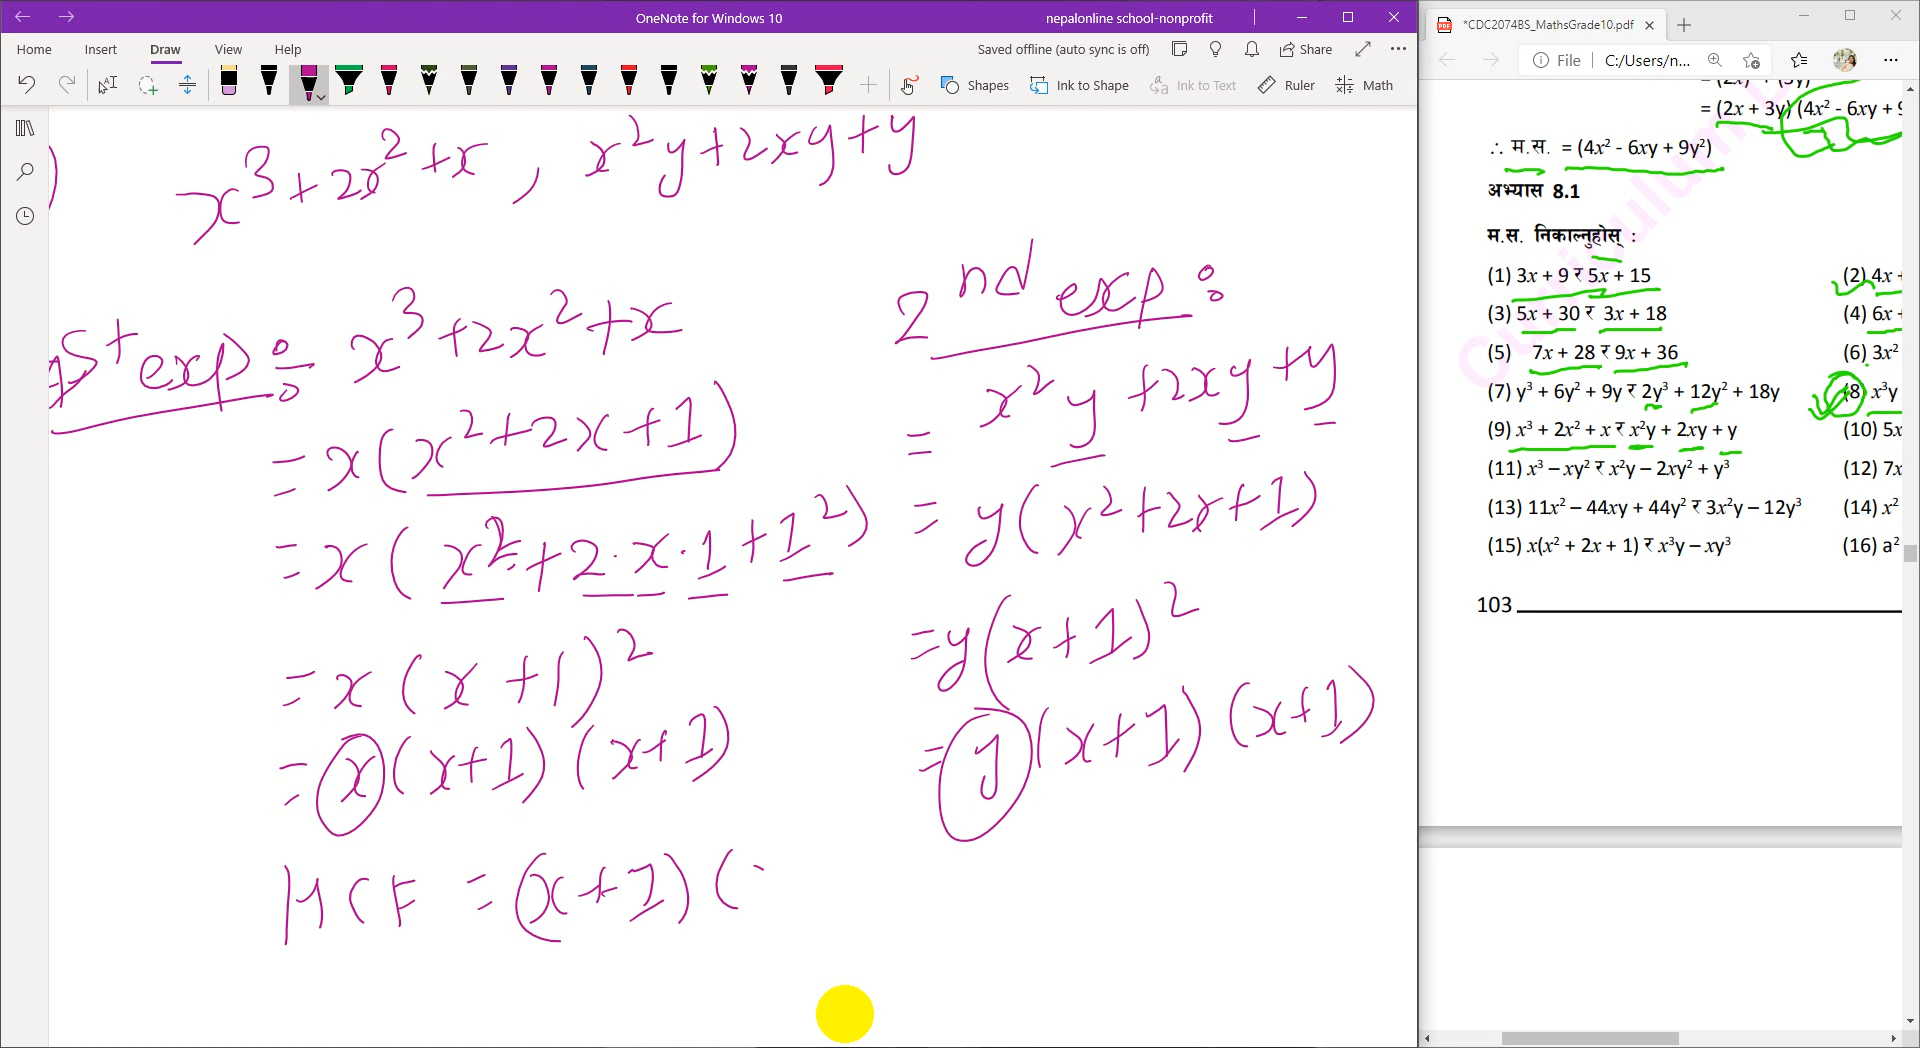 OneNote for Windows 10
nepalonline school-nonprofit
Home Insert Draw View Help
Saved offline (auto sync is off)
Share
Shapes Ink to Shape Ink to Text Ruler Math
x³ + 2x² + x , x²y + 2xy + y
st exp : x³ + 2x² + x
= x(x² + 2x + 1)
= x(x² + 2·x·1 + 1²)
= x(x + 1)²
= x(x+1)(x+1)
HCF = (x+1)(
2nd exp :
x²y + 2xy + y
=
= y(x² + 2x + 1)
= y(x+1)²
= y(x+1)(x+1)
*CDC2074BS_MathsGrade10.pdf
File C:/Users/n...
= (2x + 3y) (4x² - 6xy + 9
∴ म.स. = (4x² - 6xy + 9y²)
अभ्यास 8.1
म.स. निकाल्नुहोस् :
(1) 3x + 9 र 5x + 15 (2) 4x +
(3) 5x + 30 र 3x + 18 (4) 6x +
(5) 7x + 28 र 9x + 36 (6) 3x²
(7) y³ + 6y² + 9y र 2y³ + 12y² + 18y (8) x³y
(9) x³ + 2x² + x र x²y + 2xy + y (10) 5x
(11) x³ – xy² र x²y – 2xy² + y³ (12) 7x
(13) 11x² – 44xy + 44y² र 3x²y – 12y³ (14) x²
(15) x(x² + 2x + 1) र x³y – xy³ (16) a²
103